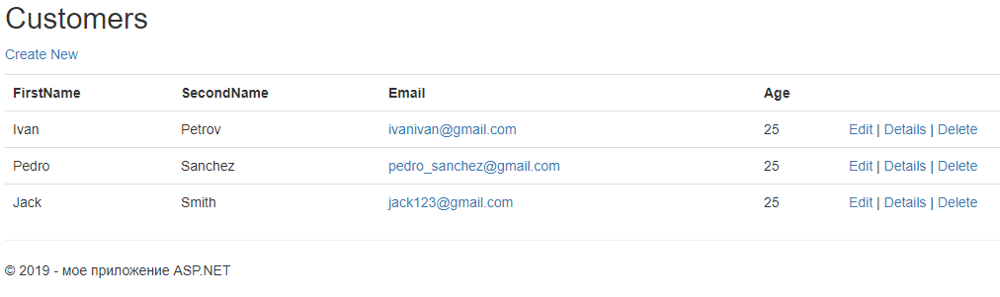 Customers
Create New
FirstName SecondName Email Age
Ivan Petrov ivanivan@gmail.com 25 Edit | Details | Delete
Pedro Sanchez pedro_sanchez@gmail.com 25 Edit | Details | Delete
Jack Smith jack123@gmail.com 25 Edit | Details | Delete
© 2019 - мое приложение ASP.NET